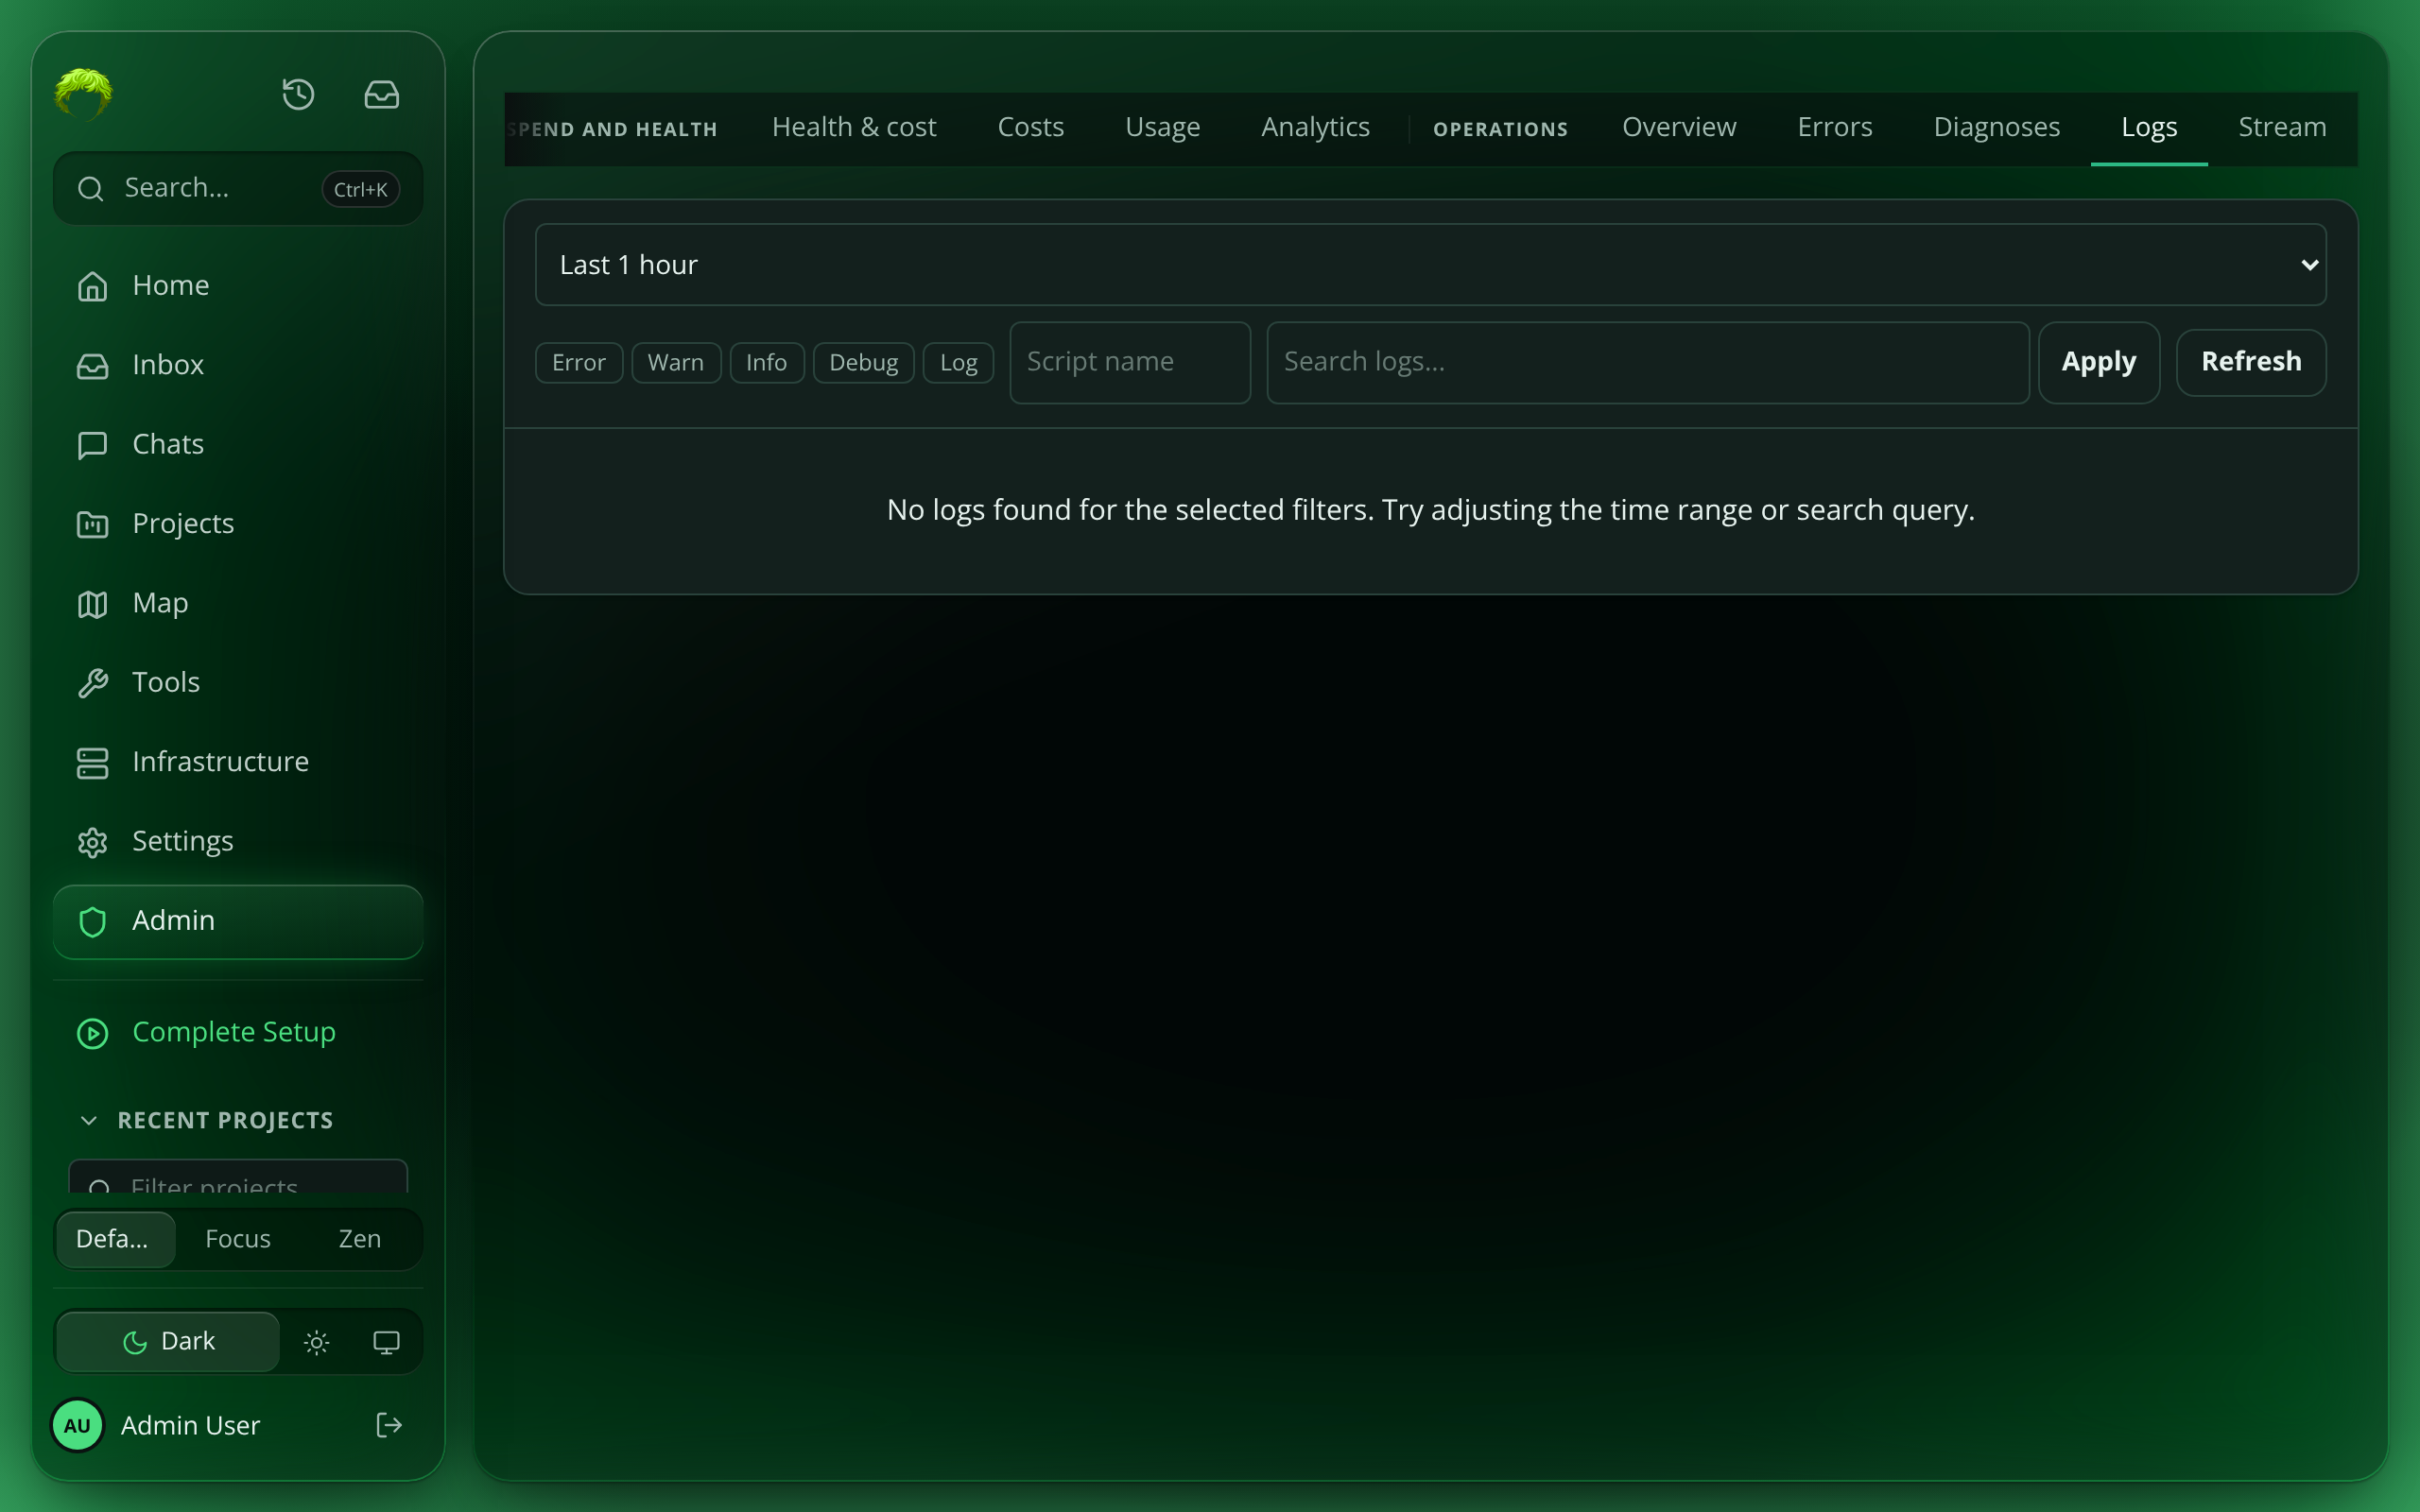 Search...
Ctrl+K
Home
Inbox
Chats
Projects
Map
Tools
Infrastructure
Settings
Admin
Complete Setup
RECENT PROJECTS
Filter projects
Defa...
Focus
Zen
Dark
AU
Admin User
SPEND AND HEALTH
Health & cost
Costs
Usage
Analytics
OPERATIONS
Overview
Errors
Diagnoses
Logs
Stream
Last 1 hour
Error
Warn
Info
Debug
Log
Script name
Search logs...
Apply
Refresh
No logs found for the selected filters. Try adjusting the time range or search query.